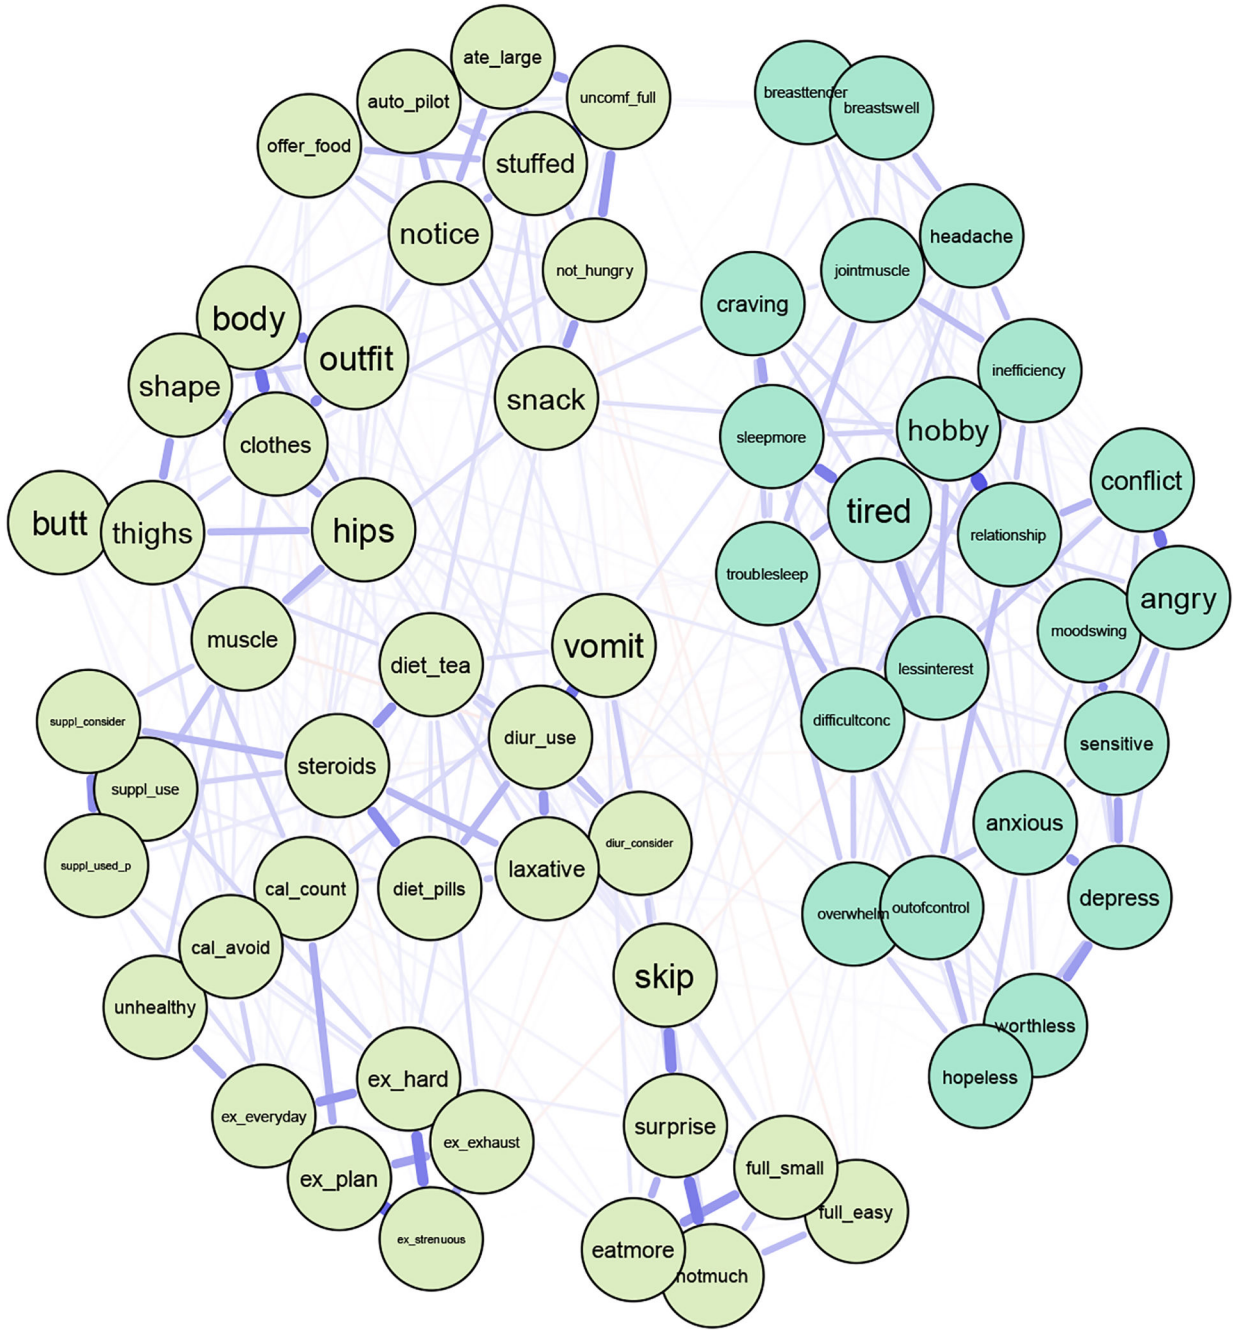 ate_large
auto_pilot
uncomf_full
breasttender
breastswell
offer_food
stuffed
notice
headache
not_hungry
jointmuscle
craving
body
outfit
shape
inefficiency
snack
clothes
sleepmore
hobby
conflict
butt
thighs
hips
tired
relationship
troublesleep
angry
muscle
vomit
moodswing
diet_tea
lessinterest
suppl_consider
difficultconc
diur_use
sensitive
steroids
suppl_use
anxious
diur_consider
suppl_used_p
laxative
cal_count
diet_pills
depress
overwhelm
outofcontrol
cal_avoid
skip
unhealthy
worthless
hopeless
ex_hard
ex_everyday
surprise
ex_exhaust
full_small
ex_plan
full_easy
ex_strenuous
eatmore
notmuch